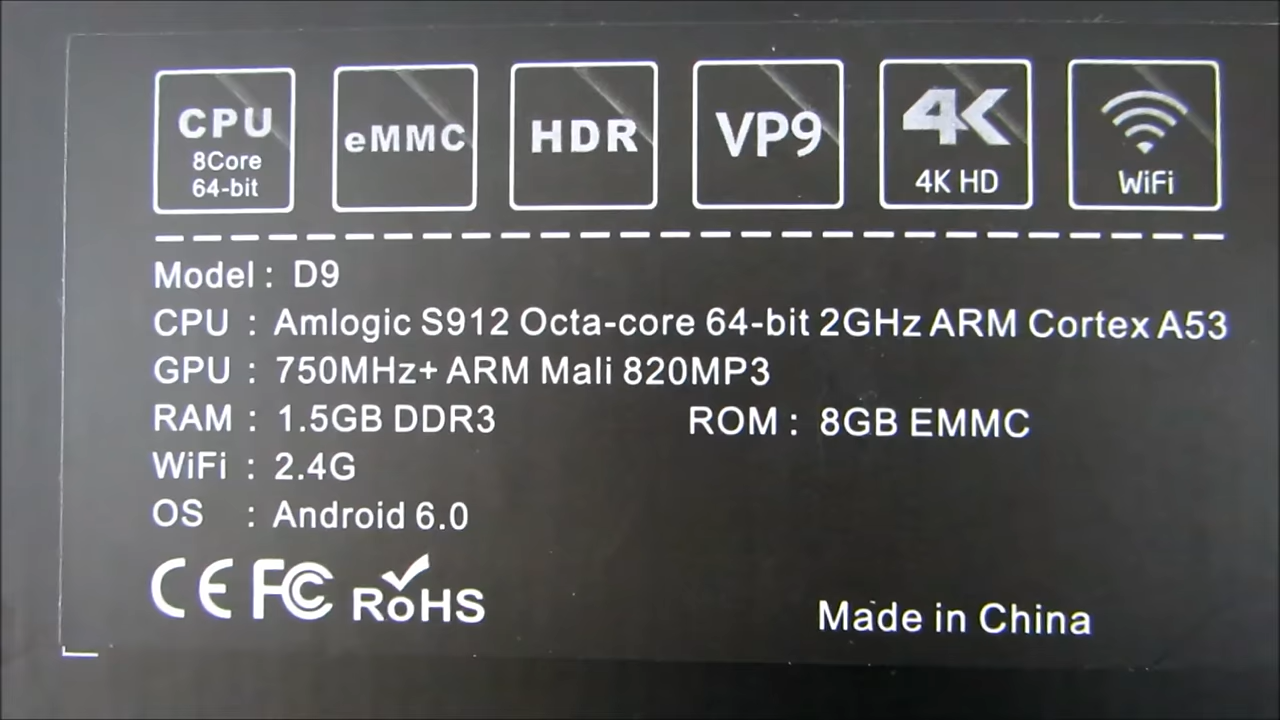 CPU
8Core
64-bit
eMMC
HDR
VP9
4K
4K HD
WiFi
Model : D9
CPU : Amlogic S912 Octa-core 64-bit 2GHz ARM Cortex A53
GPU : 750MHz+ ARM Mali 820MP3
RAM : 1.5GB DDR3 ROM : 8GB EMMC
WiFi : 2.4G
OS : Android 6.0
CE FC RoHS
Made in China